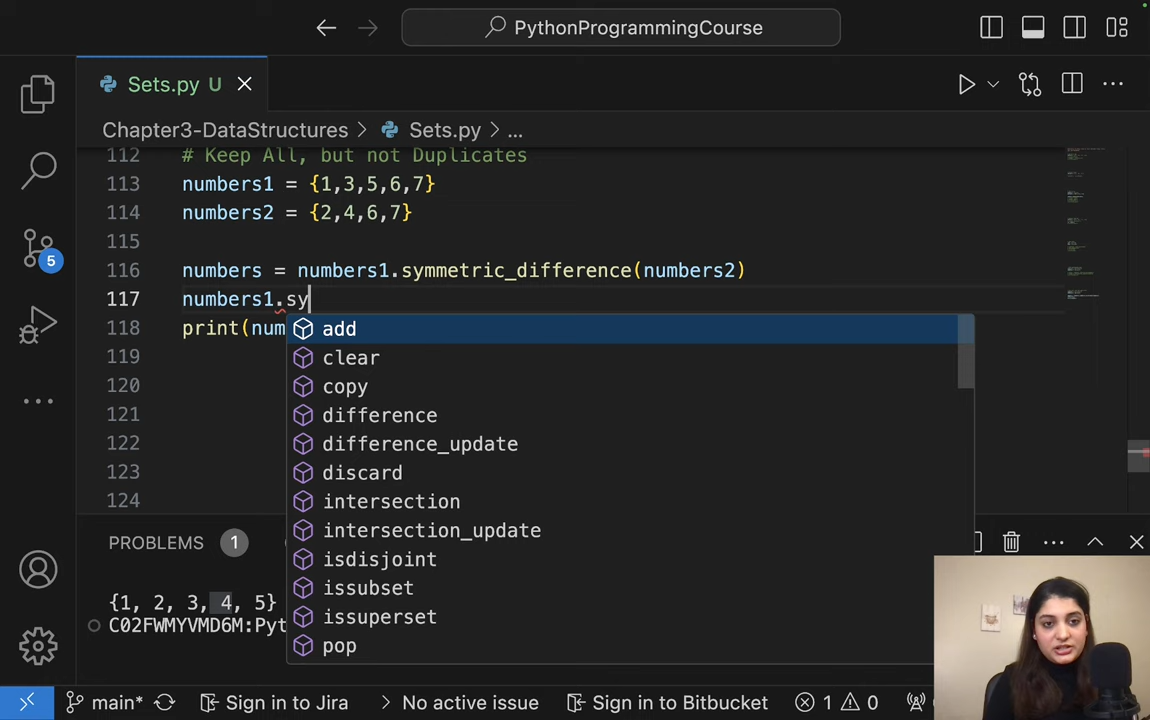 PythonProgrammingCourse
Sets.py U
Chapter3-DataStructures > Sets.py > ...
112 # Keep All, but not Duplicates
113 numbers1 = {1,3,5,6,7}
114 numbers2 = {2,4,6,7}
115
116 numbers = numbers1.symmetric_difference(numbers2)
117 numbers1.sy
118 print(num
add
119
clear
120
copy
121
difference
122
difference_update
123
discard
124
intersection
intersection_update
isdisjoint
issubset
issuperset
pop
5
PROBLEMS 1
{1, 2, 3, 4, 5}
C02FWMYVMD6M:Pyt
main* Sign in to Jira No active issue Sign in to Bitbucket 1 0